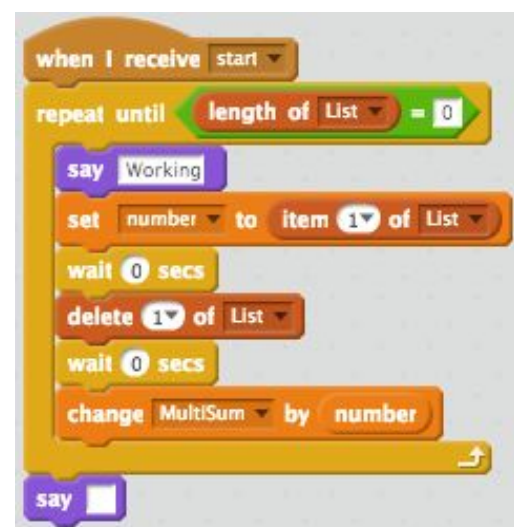 when I receive start
repeat until length of List = 0
say Working
set number to item 1 of List
wait 0 secs
delete 1 of List
wait 0 secs
change MultiSum by number
say